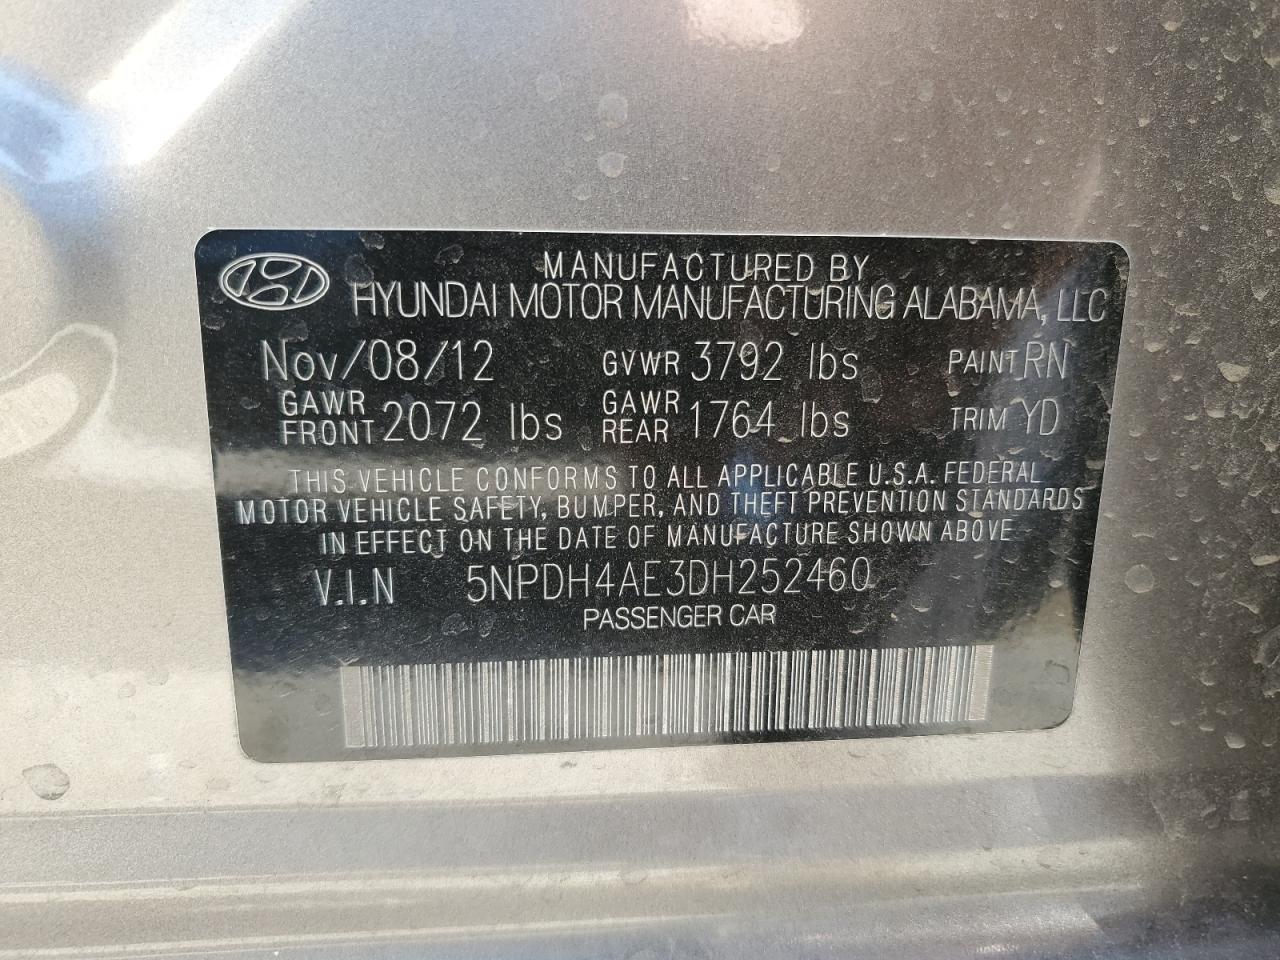 MANUFACTURED BY
HYUNDAI MOTOR MANUFACTURING ALABAMA, LLC
Nov/08/12 GVWR 3792 lbs PAINT RN
GAWR FRONT 2072 lbs GAWR REAR 1764 lbs TRIM YD
THIS VEHICLE CONFORMS TO ALL APPLICABLE U.S.A. FEDERAL
MOTOR VEHICLE SAFETY, BUMPER, AND THEFT PREVENTION STANDARDS
IN EFFECT ON THE DATE OF MANUFACTURE SHOWN ABOVE
V.I.N 5NPDH4AE3DH252460
PASSENGER CAR